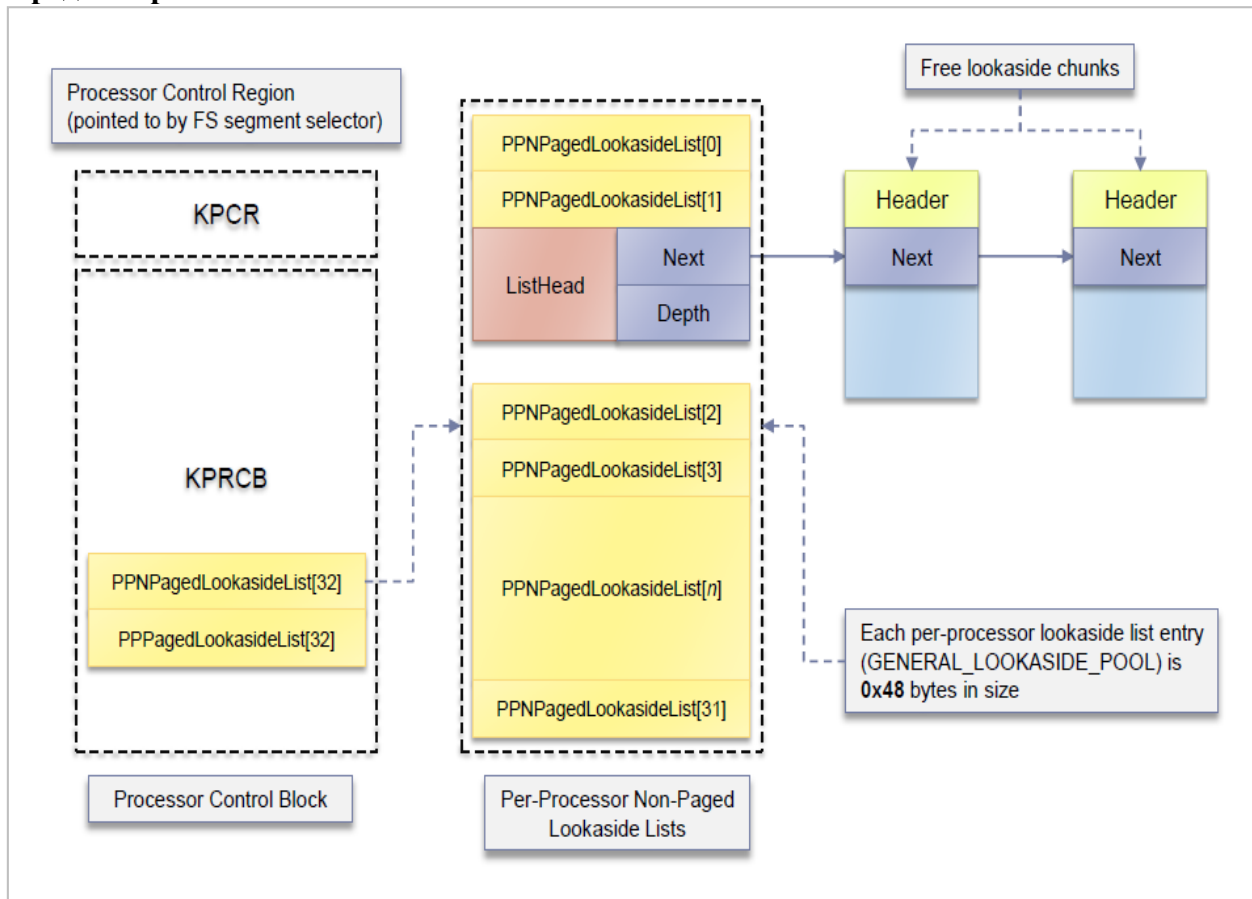 Free lookaside chunks
Processor Control Region
(pointed to by FS segment selector)
KPCR
KPRCB
PPNPagedLookasideList[32]
PPPagedLookasideList[32]
Processor Control Block
PPNPagedLookasideList[0]
PPNPagedLookasideList[1]
ListHead
Next
Depth
PPNPagedLookasideList[2]
PPNPagedLookasideList[3]
PPNPagedLookasideList[n]
PPNPagedLookasideList[31]
Per-Processor Non-Paged
Lookaside Lists
Header
Next
Header
Next
Each per-processor lookaside list entry
(GENERAL_LOOKASIDE_POOL) is
0x48 bytes in size